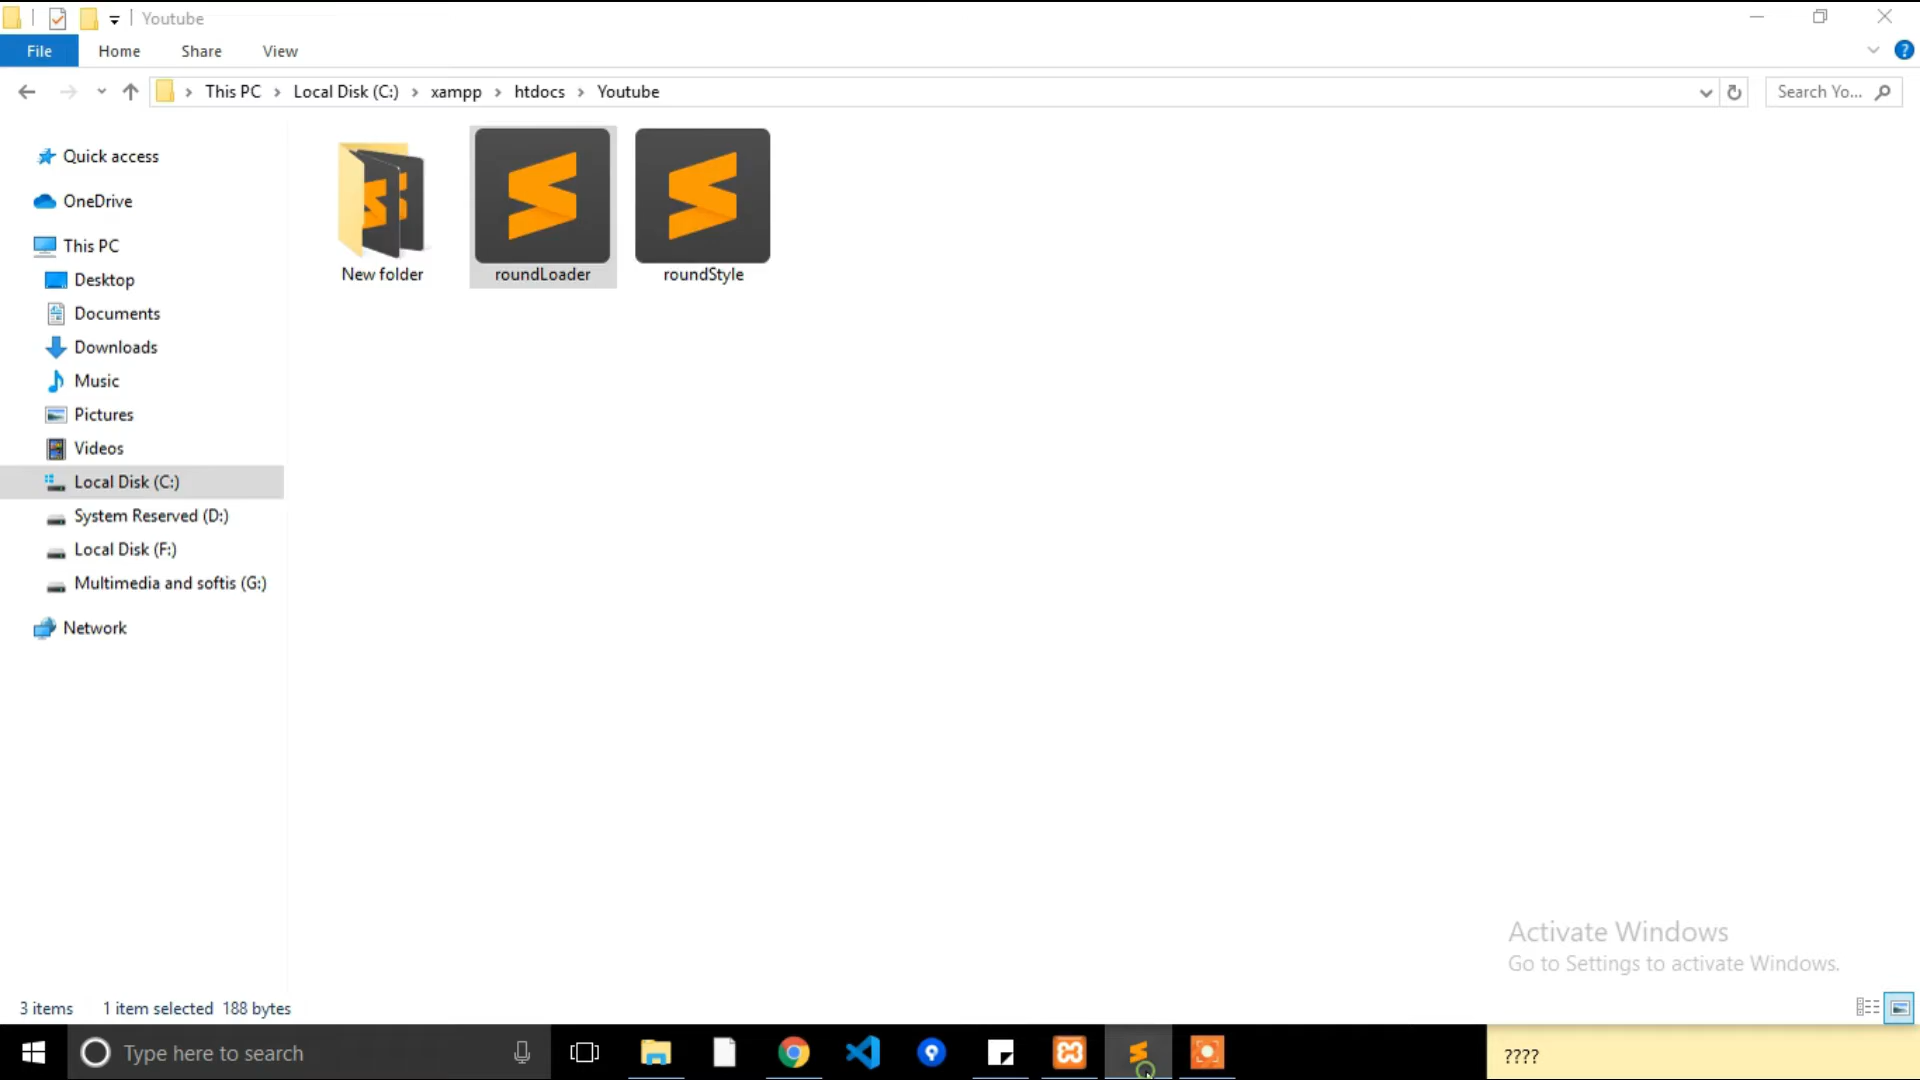 Youtube
File Home Share View
This PC Local Disk (C:) xampp htdocs Youtube
Search Yo...
Quick access
OneDrive
This PC
Desktop
Documents
Downloads
Music
Pictures
Videos
Local Disk (C:)
System Reserved (D:)
Local Disk (F:)
Multimedia and softis (G:)
Network
New folder
roundLoader
roundStyle
Activate Windows
Go to Settings to activate Windows.
3 items 1 item selected 188 bytes
Type here to search
????